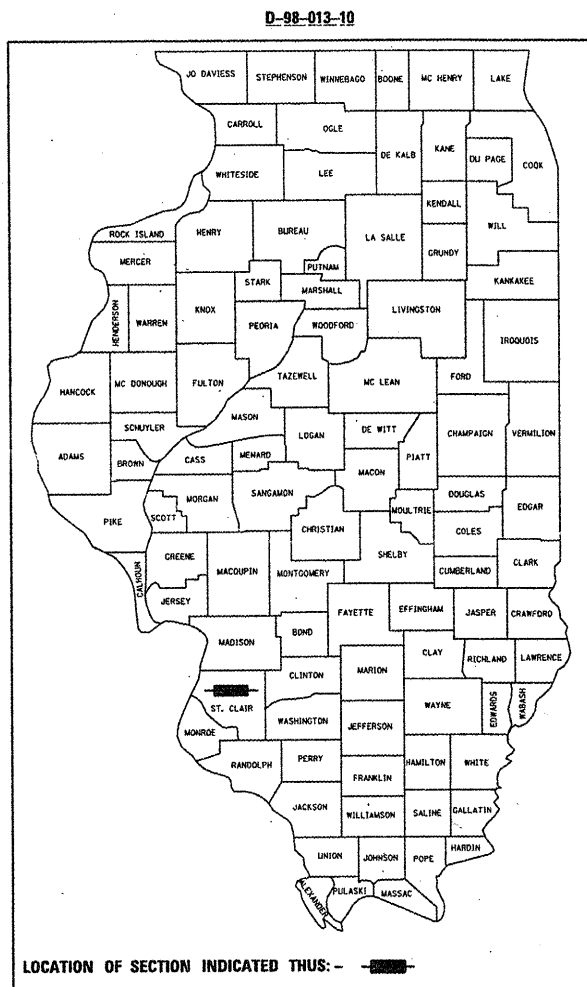 D-98-013-10
JO DAVIESS STEPHENSON WINNEBAGO BOONE MC HENRY LAKE
CARROLL OGLE
DE KALB KANE DU PAGE COOK
WHITESIDE LEE
KENDALL
ROCK ISLAND HENRY BUREAU LA SALLE WILL
MERCER PUTNAM GRUNDY
STARK MARSHALL KANKAKEE
HENDERSON WARREN KNOX PEORIA WOODFORD LIVINGSTON
IROQUOIS
HANCOCK MC DONOUGH FULTON TAZEWELL MC LEAN FORD
MASON
SCHUYLER LOGAN DE WITT CHAMPAIGN VERMILION
ADAMS BROWN CASS MENARD PIATT
MACON
PIKE SCOTT MORGAN SANGAMON MOULTRIE DOUGLAS EDGAR
CHRISTIAN COLES
CALHOUN GREENE MACOUPIN MONTGOMERY SHELBY CUMBERLAND CLARK
JERSEY FAYETTE EFFINGHAM JASPER CRAWFORD
MADISON BOND
CLAY RICHLAND LAWRENCE
CLINTON MARION
ST. CLAIR WAYNE EDWARDS WABASH
MONROE WASHINGTON JEFFERSON
RANDOLPH PERRY HAMILTON WHITE
FRANKLIN
JACKSON WILLIAMSON SALINE GALLATIN
UNION JOHNSON POPE HARDIN
ALEXANDER PULASKI MASSAC
LOCATION OF SECTION INDICATED THUS: -